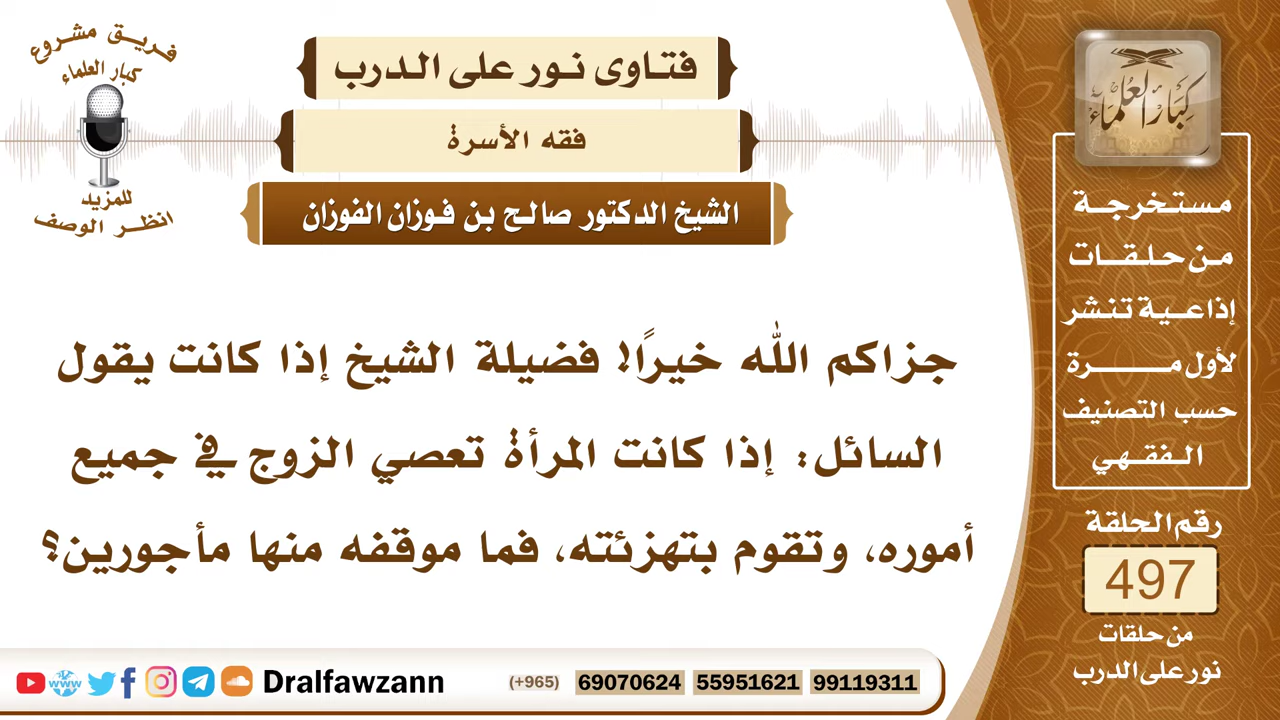 فريق مشروع
كبار العلماء
للمزيد
انظر الوصف
فتاوى نور على الدرب
فقه الأسرة
الشيخ الدكتور صالح بن فوزان الفوزان
جزاكم الله خيرًا! فضيلة الشيخ إذا كانت يقول
السائل: إذا كانت المرأة تعصي الزوج في جميع
أموره، وتقوم بتهزئته، فما موقفه منها مأجورين؟
كبار العلماء
مستخرجة
من حلقات
إذاعية تنشر
لأول مرة
حسب التصنيف
الفقهي
رقم الحلقة
497
من حلقات
نور على الدرب
www Dralfawzann (+965) 69070624 55951621 99119311